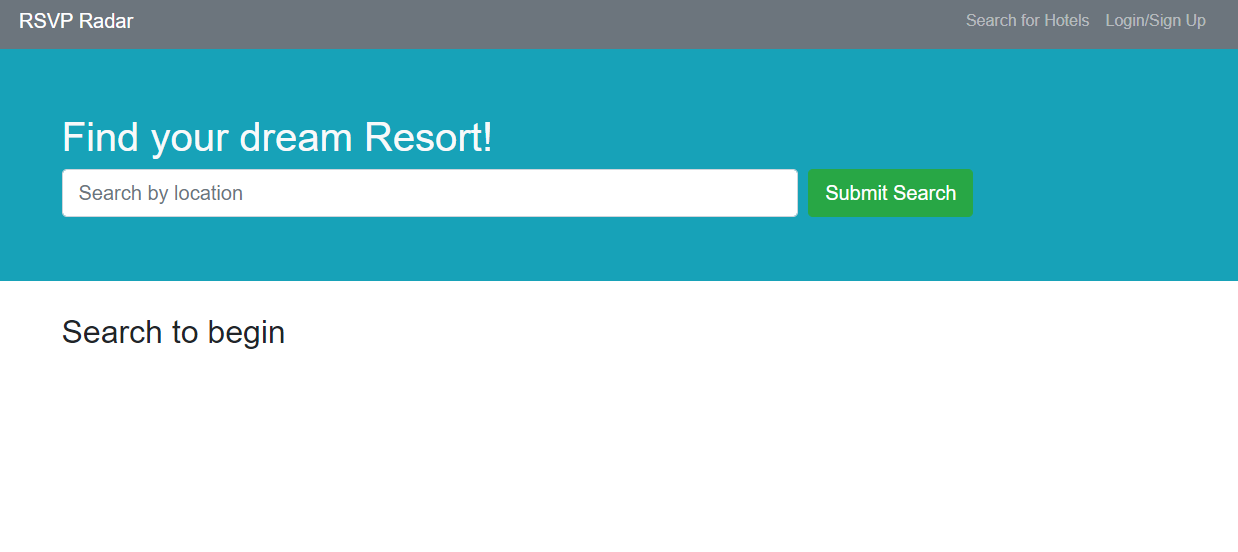 RSVP Radar
Search for Hotels
Login/Sign Up
Find your dream Resort!
Search by location
Submit Search
Search to begin